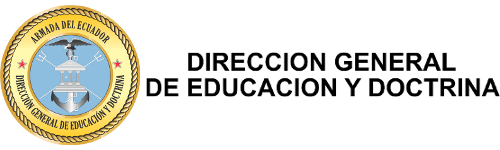 ARMADA DEL ECUADOR
DIRECCIÓN GENERAL DE EDUCACIÓN Y DOCTRINA
DIRECCION GENERAL
DE EDUCACION Y DOCTRINA